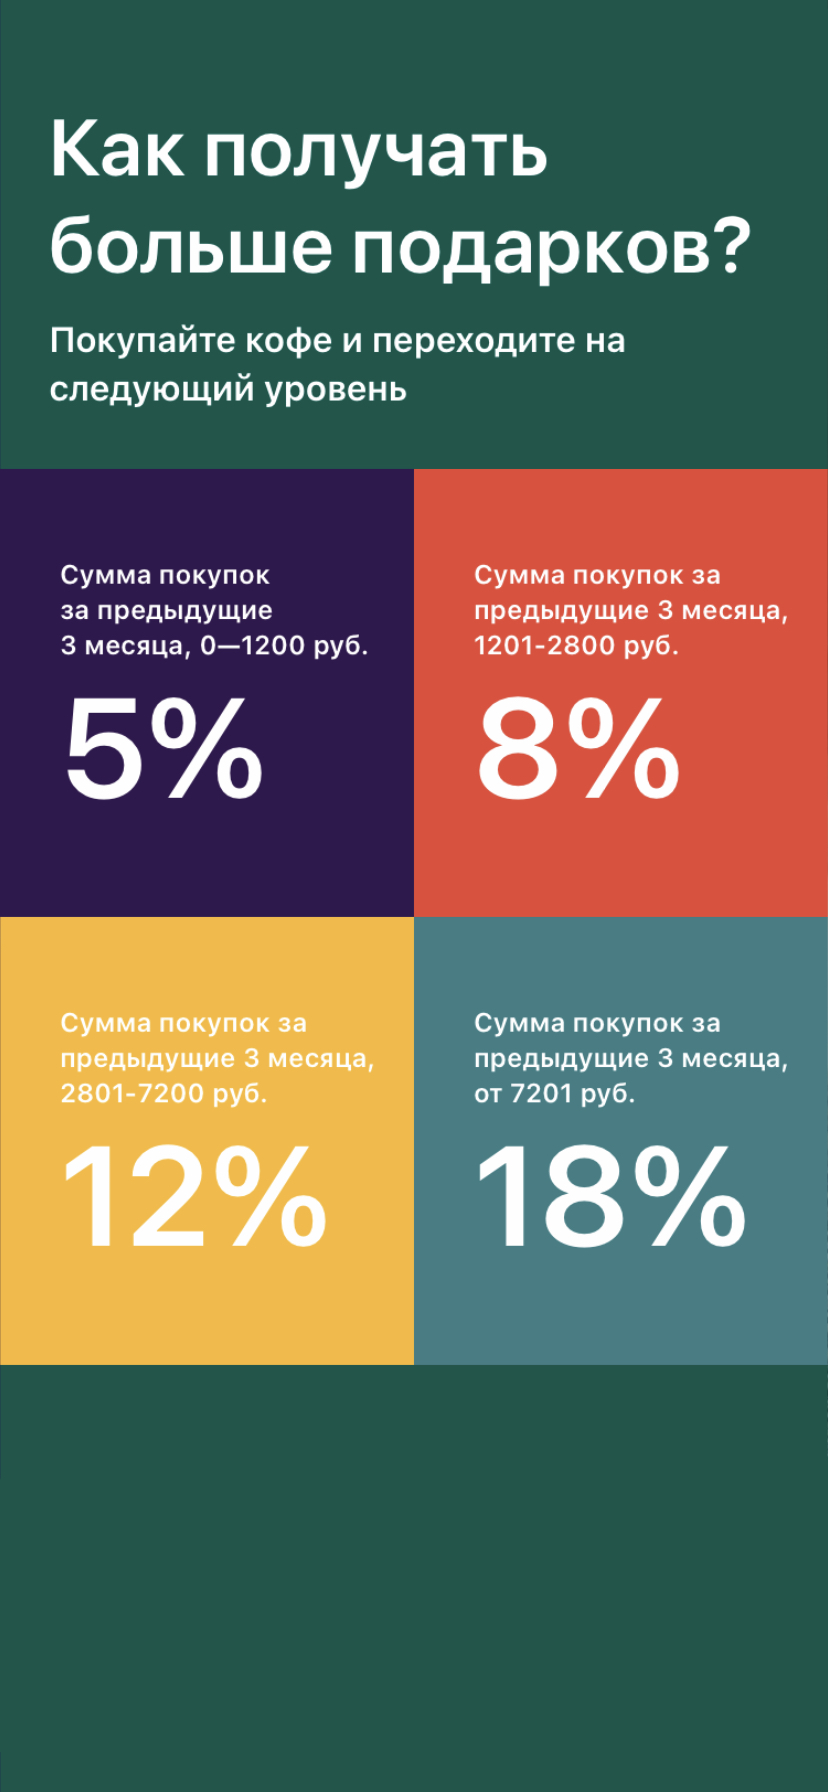 Как получать
больше подарков?
Покупайте кофе и переходите на
следующий уровень
Сумма покупок
за предыдущие
3 месяца, 0—1200 руб.
5%
Сумма покупок за
предыдущие 3 месяца,
1201-2800 руб.
8%
Сумма покупок за
предыдущие 3 месяца,
2801-7200 руб.
12%
Сумма покупок за
предыдущие 3 месяца,
от 7201 руб.
18%